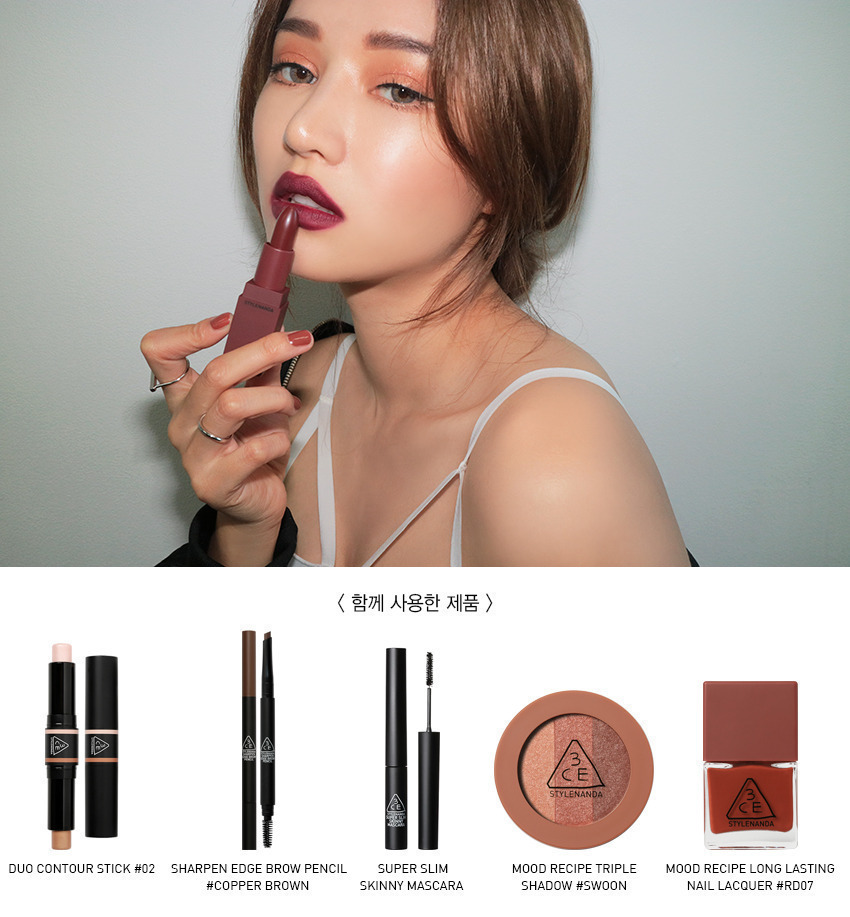 STYLENANDA
< 함께 사용한 제품 >
3CE
STYLENANDA
3CE
STYLENANDA
DUO CONTOUR STICK #02
SHARPEN EDGE BROW PENCIL
#COPPER BROWN
SUPER SLIM
SKINNY MASCARA
MOOD RECIPE TRIPLE
SHADOW #SWOON
MOOD RECIPE LONG LASTING
NAIL LACQUER #RD07